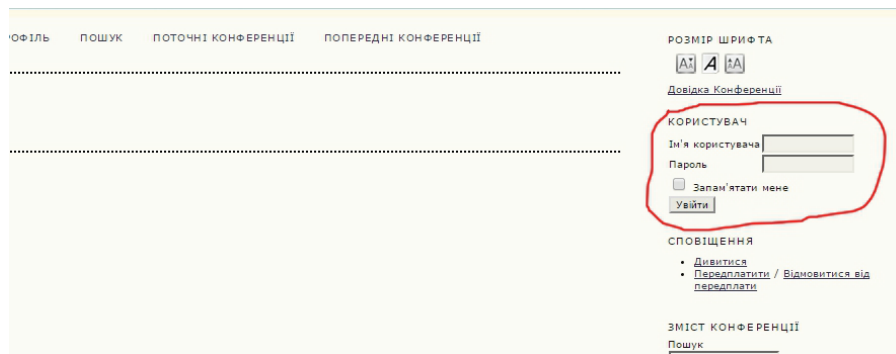 ПОШУК ПОТОЧНІ КОНФЕРЕНЦІЇ ПОПЕРЕДНІ КОНФЕРЕНЦІЇ
РОЗМІР ШРИФТА
Довідка Конференції
КОРИСТУВАЧ
Ім'я користувача
Пароль
Запам'ятати мене
Увійти
СПОВІЩЕННЯ
Дивитися
Передплатити / Відмовитися від
передплати
ЗМІСТ КОНФЕРЕНЦІЇ
Пошук